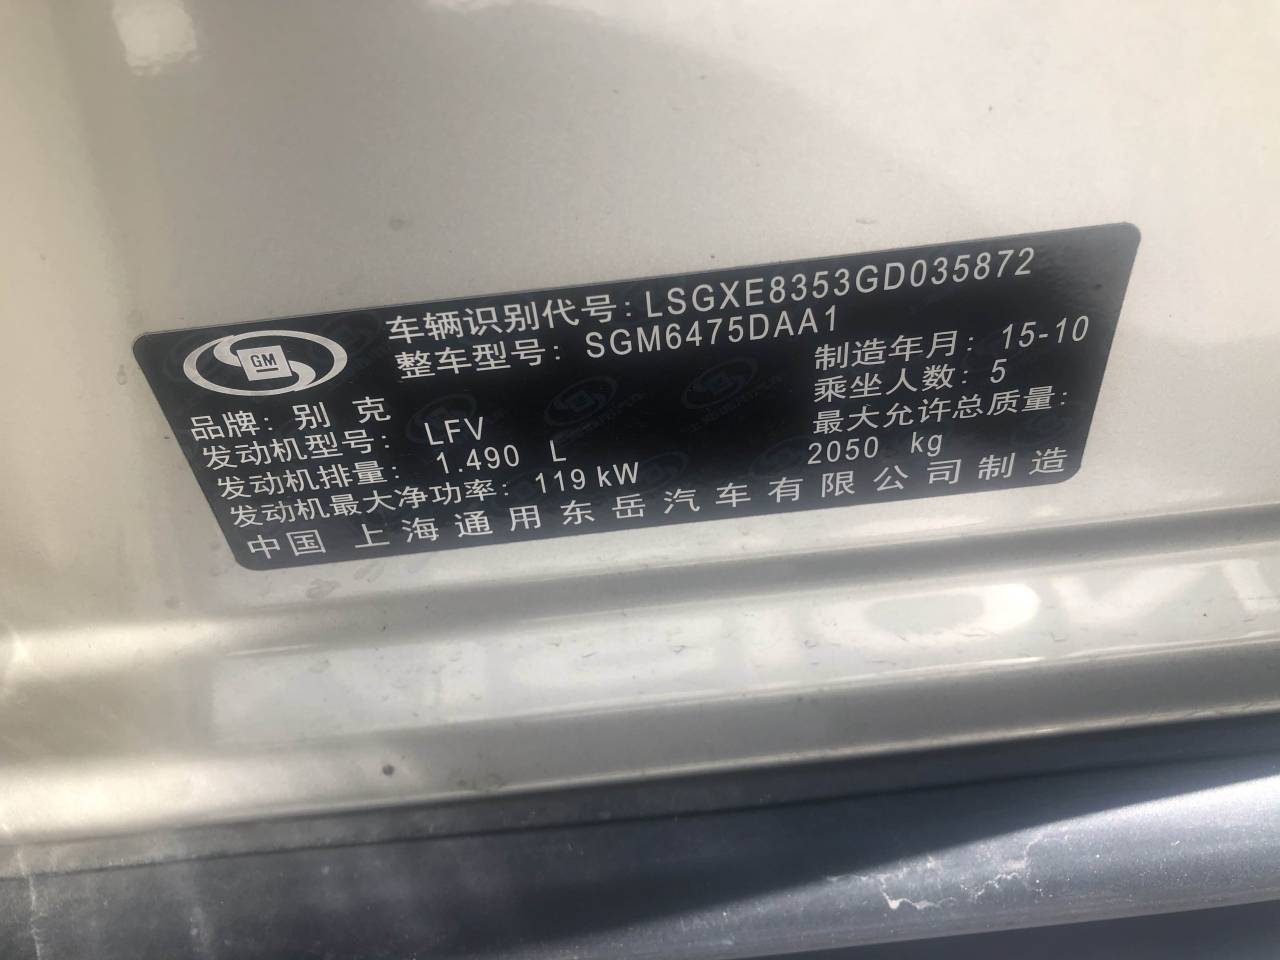 GM
车辆识别代号: LSGXE8353GD035872
整车型号: SGM6475DAA1
品牌: 别 克
制造年月: 15-10
发动机型号: LFV
乘坐人数: 5
发动机排量: 1.490 L
最大允许总质量:
2050 kg
发动机最大净功率: 119 kW
中国 上海通用东岳汽车有限公司制造